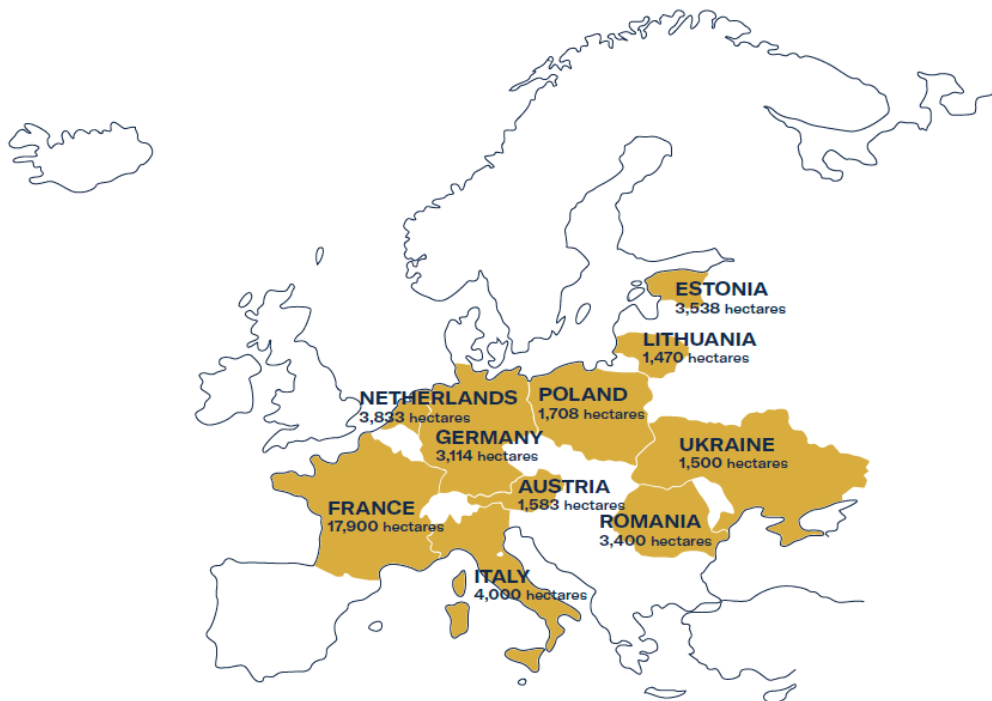 ESTONIA
3,538 hectares
LITHUANIA
1,470 hectares
NETHERLANDS
3,833 hectares
POLAND
1,708 hectares
GERMANY
3,114 hectares
UKRAINE
1,500 hectares
AUSTRIA
1,583 hectares
FRANCE
17,900 hectares
ROMANIA
3,400 hectares
ITALY
4,000 hectares